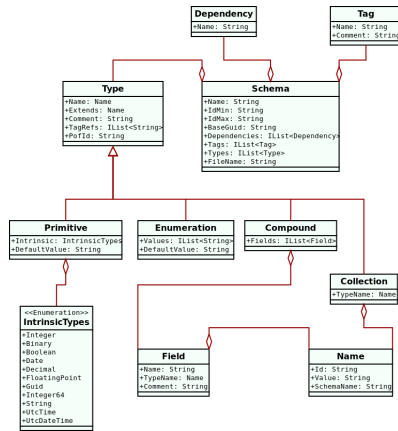 Dependency
+Name: String
Tag
+Name: String
+Comment: String
Type
+Name: Name
+Extends: Name
+Comment: String
+TagRefs: IList<String>
+PofId: String
Schema
+Name: String
+IdMin: String
+IdMax: String
+BaseGuid: String
+Dependencies: IList<Dependency>
+Tags: IList<Tag>
+Types: IList<Type>
+FileName: String
Primitive
+Intrinsic: IntrinsicTypes
+DefaultValue: String
Enumeration
+Values: IList<String>
+DefaultValue: String
Compound
+Fields: IList<Field>
Collection
+TypeName: Name
<<Enumeration>>
IntrinsicTypes
+Integer
+Binary
+Boolean
+Date
+Decimal
+FloatingPoint
+Guid
+Integer64
+String
+UtcTime
+UtcDateTime
Field
+Name: String
+TypeName: Name
+Comment: String
Name
+Id: String
+Value: String
+SchemaName: String